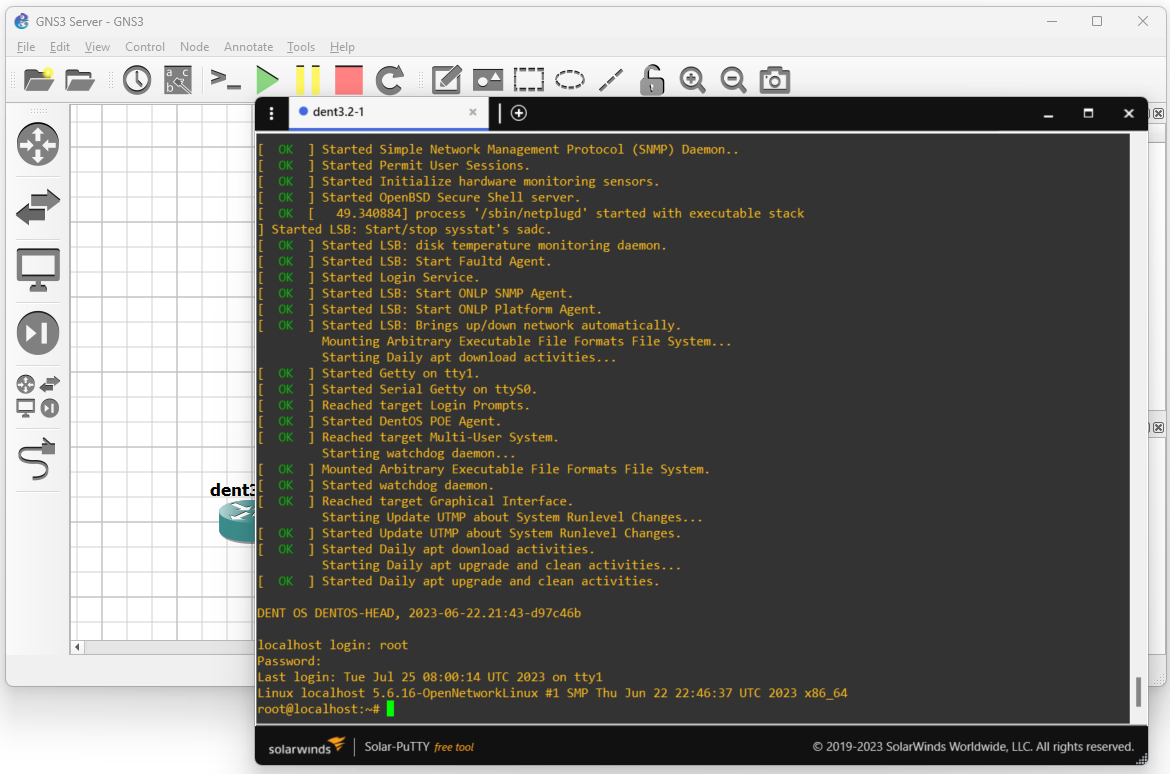 GNS3 Server - GNS3
File Edit View Control Node Annotate Tools Help
dent3.2-1
[  OK  ] Started Simple Network Management Protocol (SNMP) Daemon..
[  OK  ] Started Permit User Sessions.
[  OK  ] Started Initialize hardware monitoring sensors.
[  OK  ] Started OpenBSD Secure Shell server.
[  OK  [   49.340884] process '/sbin/netplugd' started with executable stack
] Started LSB: Start/stop sysstat's sadc.
[  OK  ] Started LSB: disk temperature monitoring daemon.
[  OK  ] Started LSB: Start Faultd Agent.
[  OK  ] Started Login Service.
[  OK  ] Started LSB: Start ONLP SNMP Agent.
[  OK  ] Started LSB: Start ONLP Platform Agent.
[  OK  ] Started LSB: Brings up/down network automatically.
Mounting Arbitrary Executable File Formats File System...
Starting Daily apt download activities...
[  OK  ] Started Getty on tty1.
[  OK  ] Started Serial Getty on ttyS0.
[  OK  ] Reached target Login Prompts.
[  OK  ] Started DentOS POE Agent.
[  OK  ] Reached target Multi-User System.
Starting watchdog daemon...
[  OK  ] Mounted Arbitrary Executable File Formats File System.
[  OK  ] Started watchdog daemon.
[  OK  ] Reached target Graphical Interface.
Starting Update UTMP about System Runlevel Changes...
[  OK  ] Started Update UTMP about System Runlevel Changes.
[  OK  ] Started Daily apt download activities.
Starting Daily apt upgrade and clean activities...
[  OK  ] Started Daily apt upgrade and clean activities.
DENT OS DENTOS-HEAD, 2023-06-22.21:43-d97c46b
localhost login: root
Password:
Last login: Tue Jul 25 08:00:14 UTC 2023 on tty1
Linux localhost 5.6.16-OpenNetworkLinux #1 SMP Thu Jun 22 22:46:37 UTC 2023 x86_64
root@localhost:~#
dent3
solarwinds | Solar-PuTTY free tool
© 2019-2023 SolarWinds Worldwide, LLC. All rights reserved.